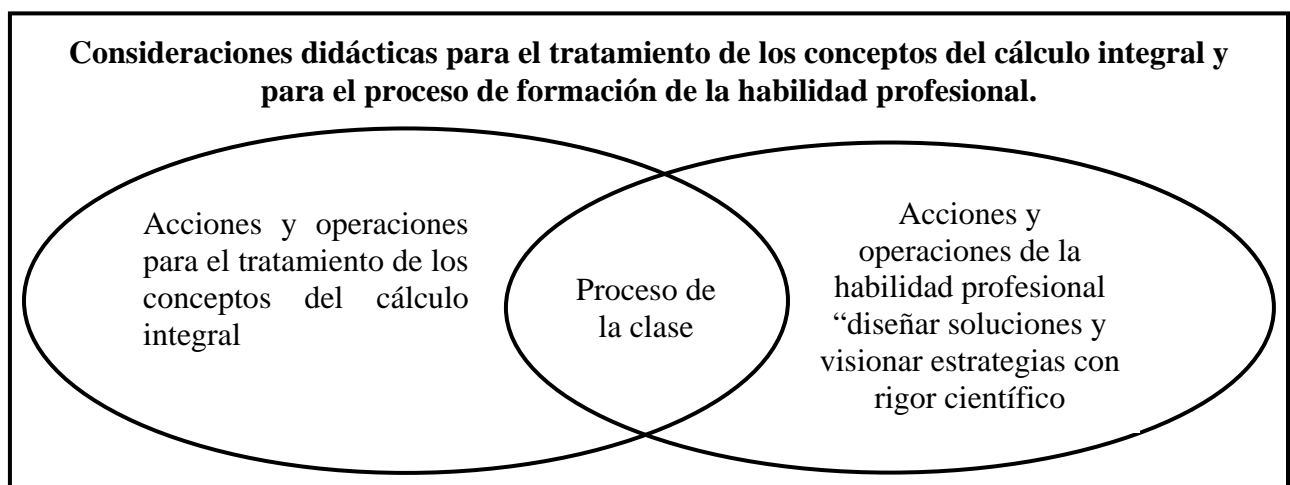 Consideraciones didácticas para el tratamiento de los conceptos del cálculo integral y
para el proceso de formación de la habilidad profesional.
Acciones y operaciones
para el tratamiento de los
conceptos del cálculo
integral
Proceso de
la clase
Acciones y
operaciones de la
habilidad profesional
“diseñar soluciones y
visionar estrategias con
rigor científico